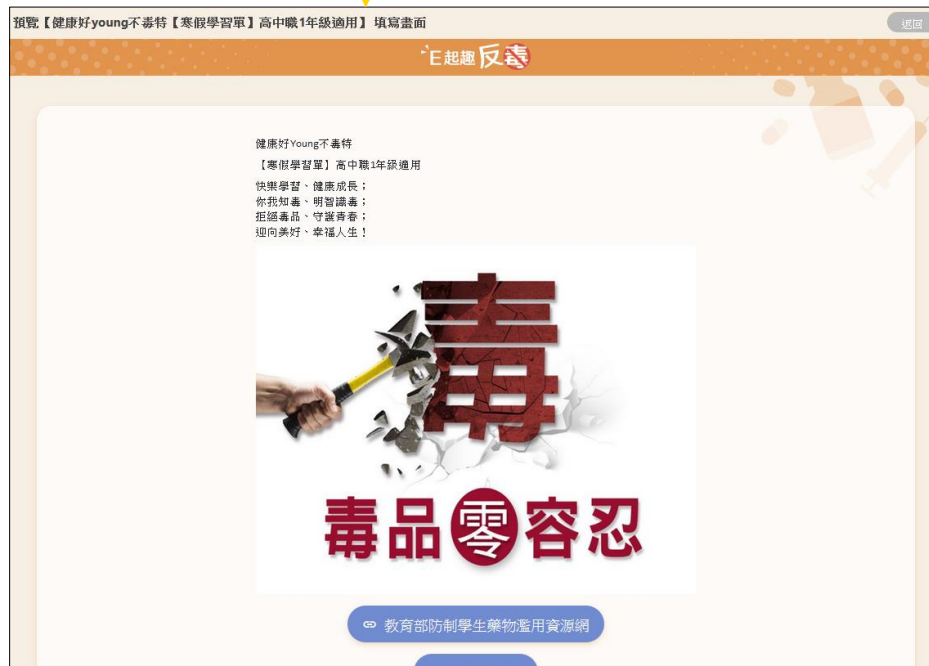 預覽【健康好young不毒特【寒假學習單】高中職1年級適用】填寫畫面
返回
E起趣反毒
健康好Young不毒特
【寒假學習單】高中職1年級適用
快樂學習、健康成長；
你我知毒、明智識毒；
拒絕毒品、守護青春；
迎向美好、幸福人生！
毒
毒品零容忍
教育部防制學生藥物濫用資源網